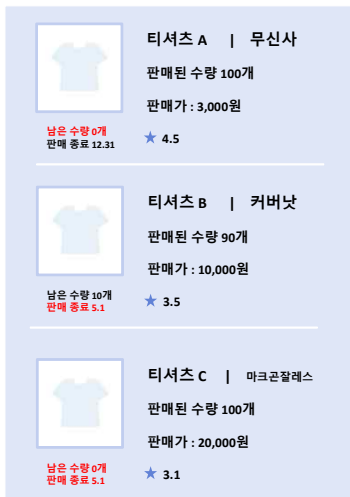 티셔츠 A | 무신사
판매된 수량 100개
판매가 : 3,000원
남은 수량 0개
판매 종료 12.31
★ 4.5
티셔츠 B | 커버낫
판매된 수량 90개
판매가 : 10,000원
남은 수량 10개
판매 종료 5.1
★ 3.5
티셔츠 C | 마크곤잘레스
판매된 수량 100개
판매가 : 20,000원
남은 수량 0개
판매 종료 5.1
★ 3.1